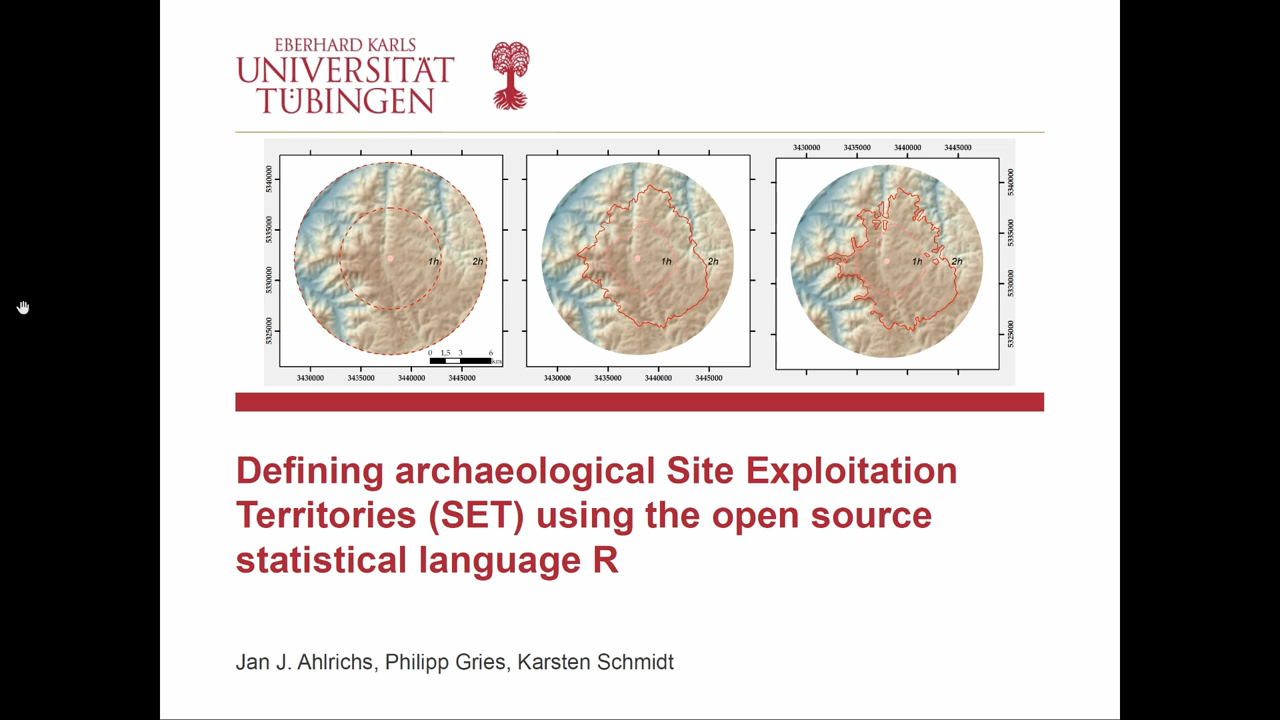 EBERHARD KARLS
UNIVERSITÄT
TÜBINGEN
3430000 3435000 3440000 3445000
5340000
5335000
5330000
5325000
1h 2h
0 1,5 3 6
km
3430000 3435000 3440000 3445000
1h 2h
3430000 3435000 3440000 3445000
1h 2h
5340000
5335000
5330000
5325000
Defining archaeological Site Exploitation
Territories (SET) using the open source
statistical language R
Jan J. Ahlrichs, Philipp Gries, Karsten Schmidt